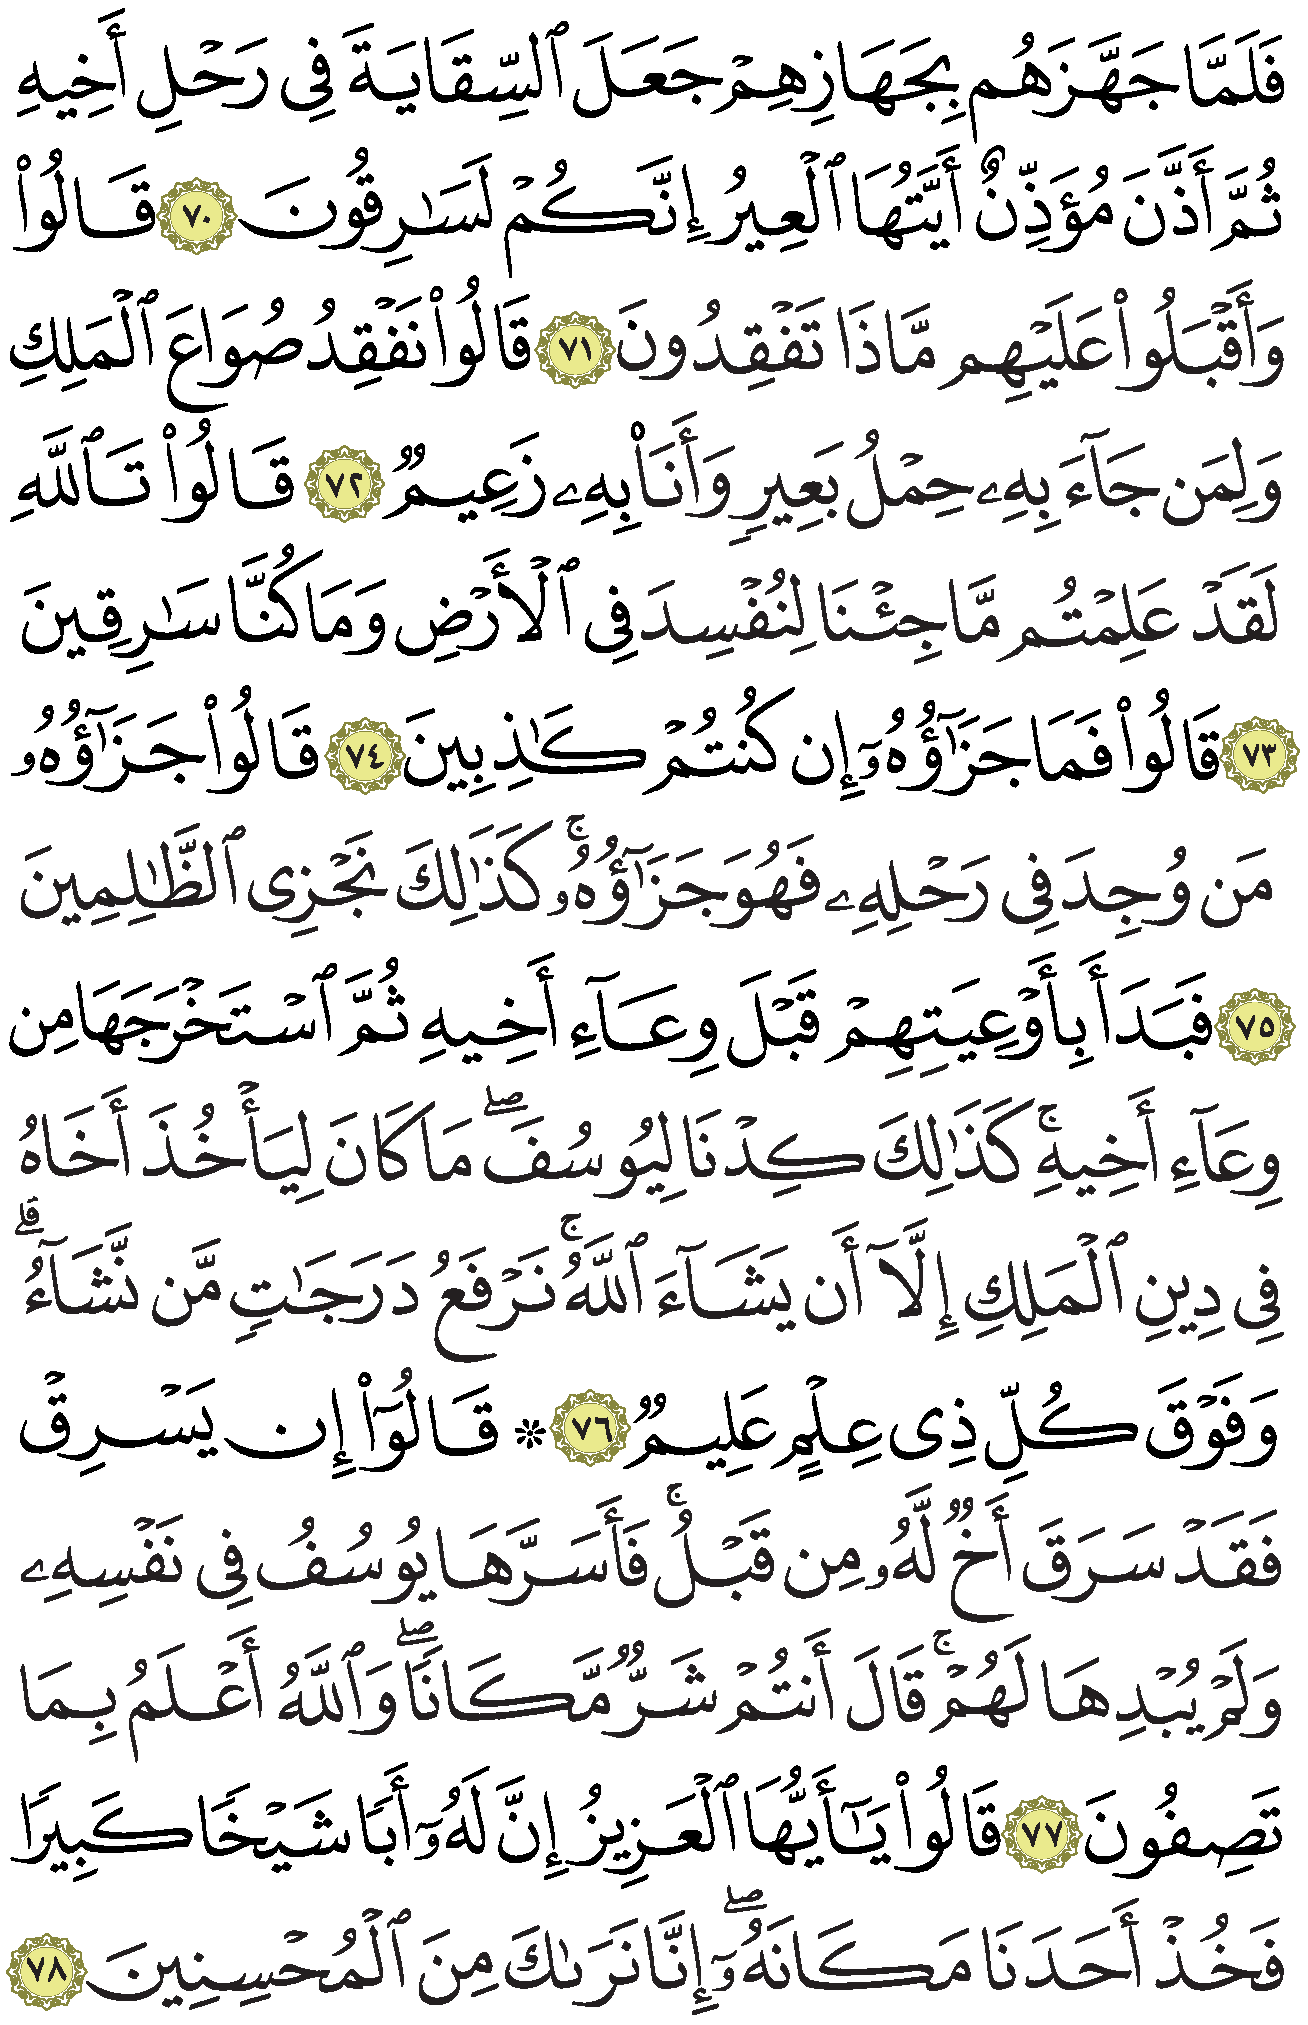 فَلَمَّا جَهَّزَهُم بِجَهَازِهِمۡ جَعَلَ ٱلسِّقَايَةَ فِي رَحۡلِ أَخِيهِ
ثُمَّ أَذَّنَ مُؤَذِّنٌ أَيَّتُهَا ٱلۡعِيرُ إِنَّكُمۡ لَسَٰرِقُونَ ٧٠ قَالُواْ
وَأَقۡبَلُواْ عَلَيۡهِم مَّاذَا تَفۡقِدُونَ ٧١ قَالُواْ نَفۡقِدُ صُوَاعَ ٱلۡمَلِكِ
وَلِمَن جَآءَ بِهِۦ حِمۡلُ بَعِيرٖ وَأَنَا۠ بِهِۦ زَعِيمٞ ٧٢ قَالُواْ تَٱللَّهِ
لَقَدۡ عَلِمۡتُم مَّا جِئۡنَا لِنُفۡسِدَ فِي ٱلۡأَرۡضِ وَمَا كُنَّا سَٰرِقِينَ
٧٣ قَالُواْ فَمَا جَزَٰٓؤُهُۥٓ إِن كُنتُمۡ كَٰذِبِينَ ٧٤ قَالُواْ جَزَٰٓؤُهُۥ
مَن وُجِدَ فِي رَحۡلِهِۦ فَهُوَ جَزَٰٓؤُهُۥۚ كَذَٰلِكَ نَجۡزِي ٱلظَّٰلِمِينَ
٧٥ فَبَدَأَ بِأَوۡعِيَتِهِمۡ قَبۡلَ وِعَآءِ أَخِيهِ ثُمَّ ٱسۡتَخۡرَجَهَا مِن
وِعَآءِ أَخِيهِۚ كَذَٰلِكَ كِدۡنَا لِيُوسُفَۖ مَا كَانَ لِيَأۡخُذَ أَخَاهُ
فِي دِينِ ٱلۡمَلِكِ إِلَّآ أَن يَشَآءَ ٱللَّهُۚ نَرۡفَعُ دَرَجَٰتٖ مَّن نَّشَآءُۗ
وَفَوۡقَ كُلِّ ذِي عِلۡمٍ عَلِيمٞ ٧٦ ۞ قَالُوٓاْ إِن يَسۡرِقۡ
فَقَدۡ سَرَقَ أَخٞ لَّهُۥ مِن قَبۡلُۚ فَأَسَرَّهَا يُوسُفُ فِي نَفۡسِهِۦ
وَلَمۡ يُبۡدِهَا لَهُمۡۚ قَالَ أَنتُمۡ شَرّٞ مَّكَانٗاۖ وَٱللَّهُ أَعۡلَمُ بِمَا
تَصِفُونَ ٧٧ قَالُواْ يَٰٓأَيُّهَا ٱلۡعَزِيزُ إِنَّ لَهُۥٓ أَبٗا شَيۡخٗا كَبِيرٗا
فَخُذۡ أَحَدَنَا مَكَانَهُۥٓۖ إِنَّا نَرَىٰكَ مِنَ ٱلۡمُحۡسِنِينَ ٧٨